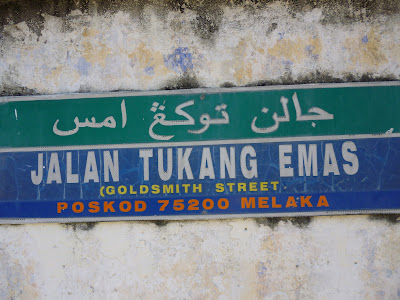 جالن توکڠ امس
JALAN TUKANG EMAS
(GOLDSMITH STREET
POSKOD 75200 MELAKA